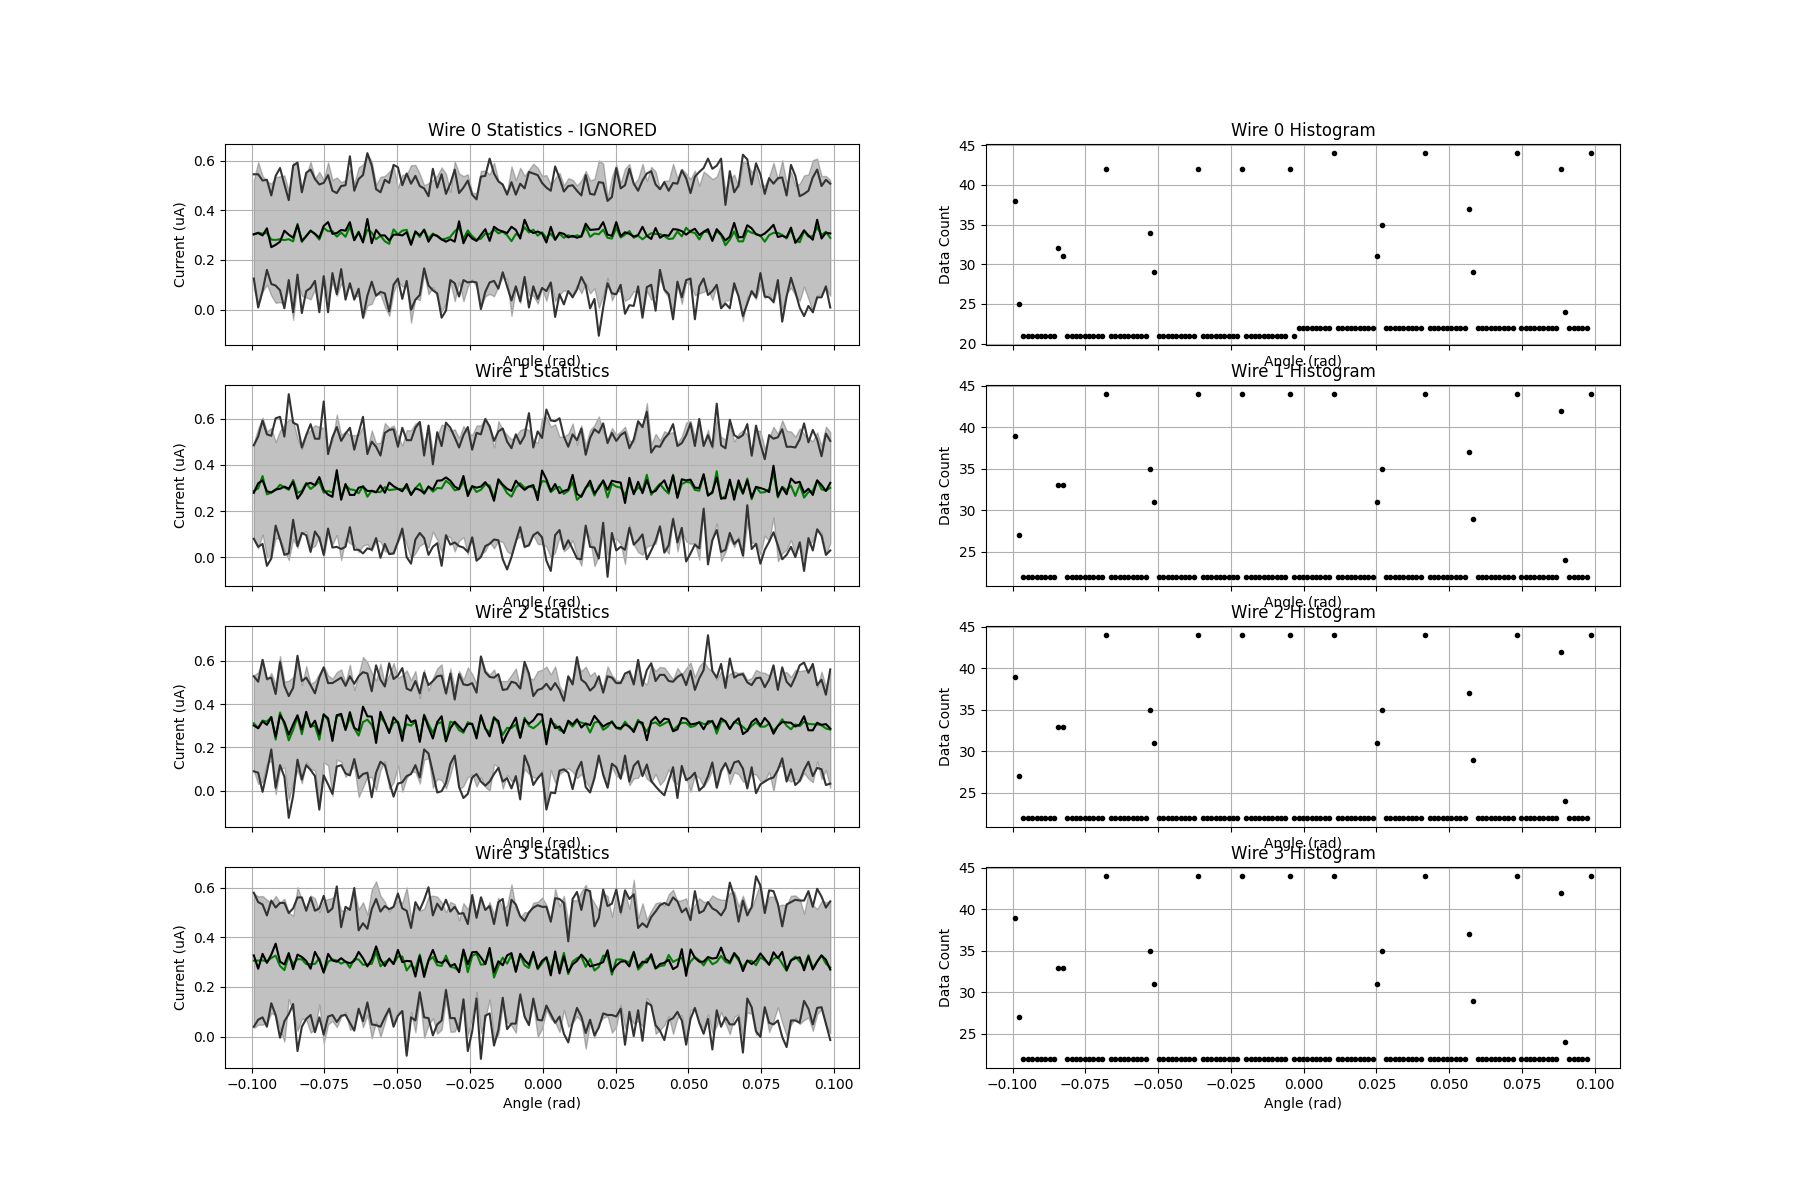 Wire 0 Statistics - IGNORED
Current (uA)
0.6
0.4
0.2
0.0
Angle (rad)
Wire 0 Histogram
Data Count
45
40
35
30
25
20
Angle (rad)
Wire 1 Statistics
Current (uA)
0.6
0.4
0.2
0.0
Angle (rad)
Wire 1 Histogram
Data Count
45
40
35
30
25
Angle (rad)
Wire 2 Statistics
Current (uA)
0.6
0.4
0.2
0.0
Angle (rad)
Wire 2 Histogram
Data Count
45
40
35
30
25
Angle (rad)
Wire 3 Statistics
Current (uA)
0.6
0.4
0.2
0.0
−0.100 −0.075 −0.050 −0.025 0.000 0.025 0.050 0.075 0.100
Angle (rad)
Wire 3 Histogram
Data Count
45
40
35
30
25
−0.100 −0.075 −0.050 −0.025 0.000 0.025 0.050 0.075 0.100
Angle (rad)